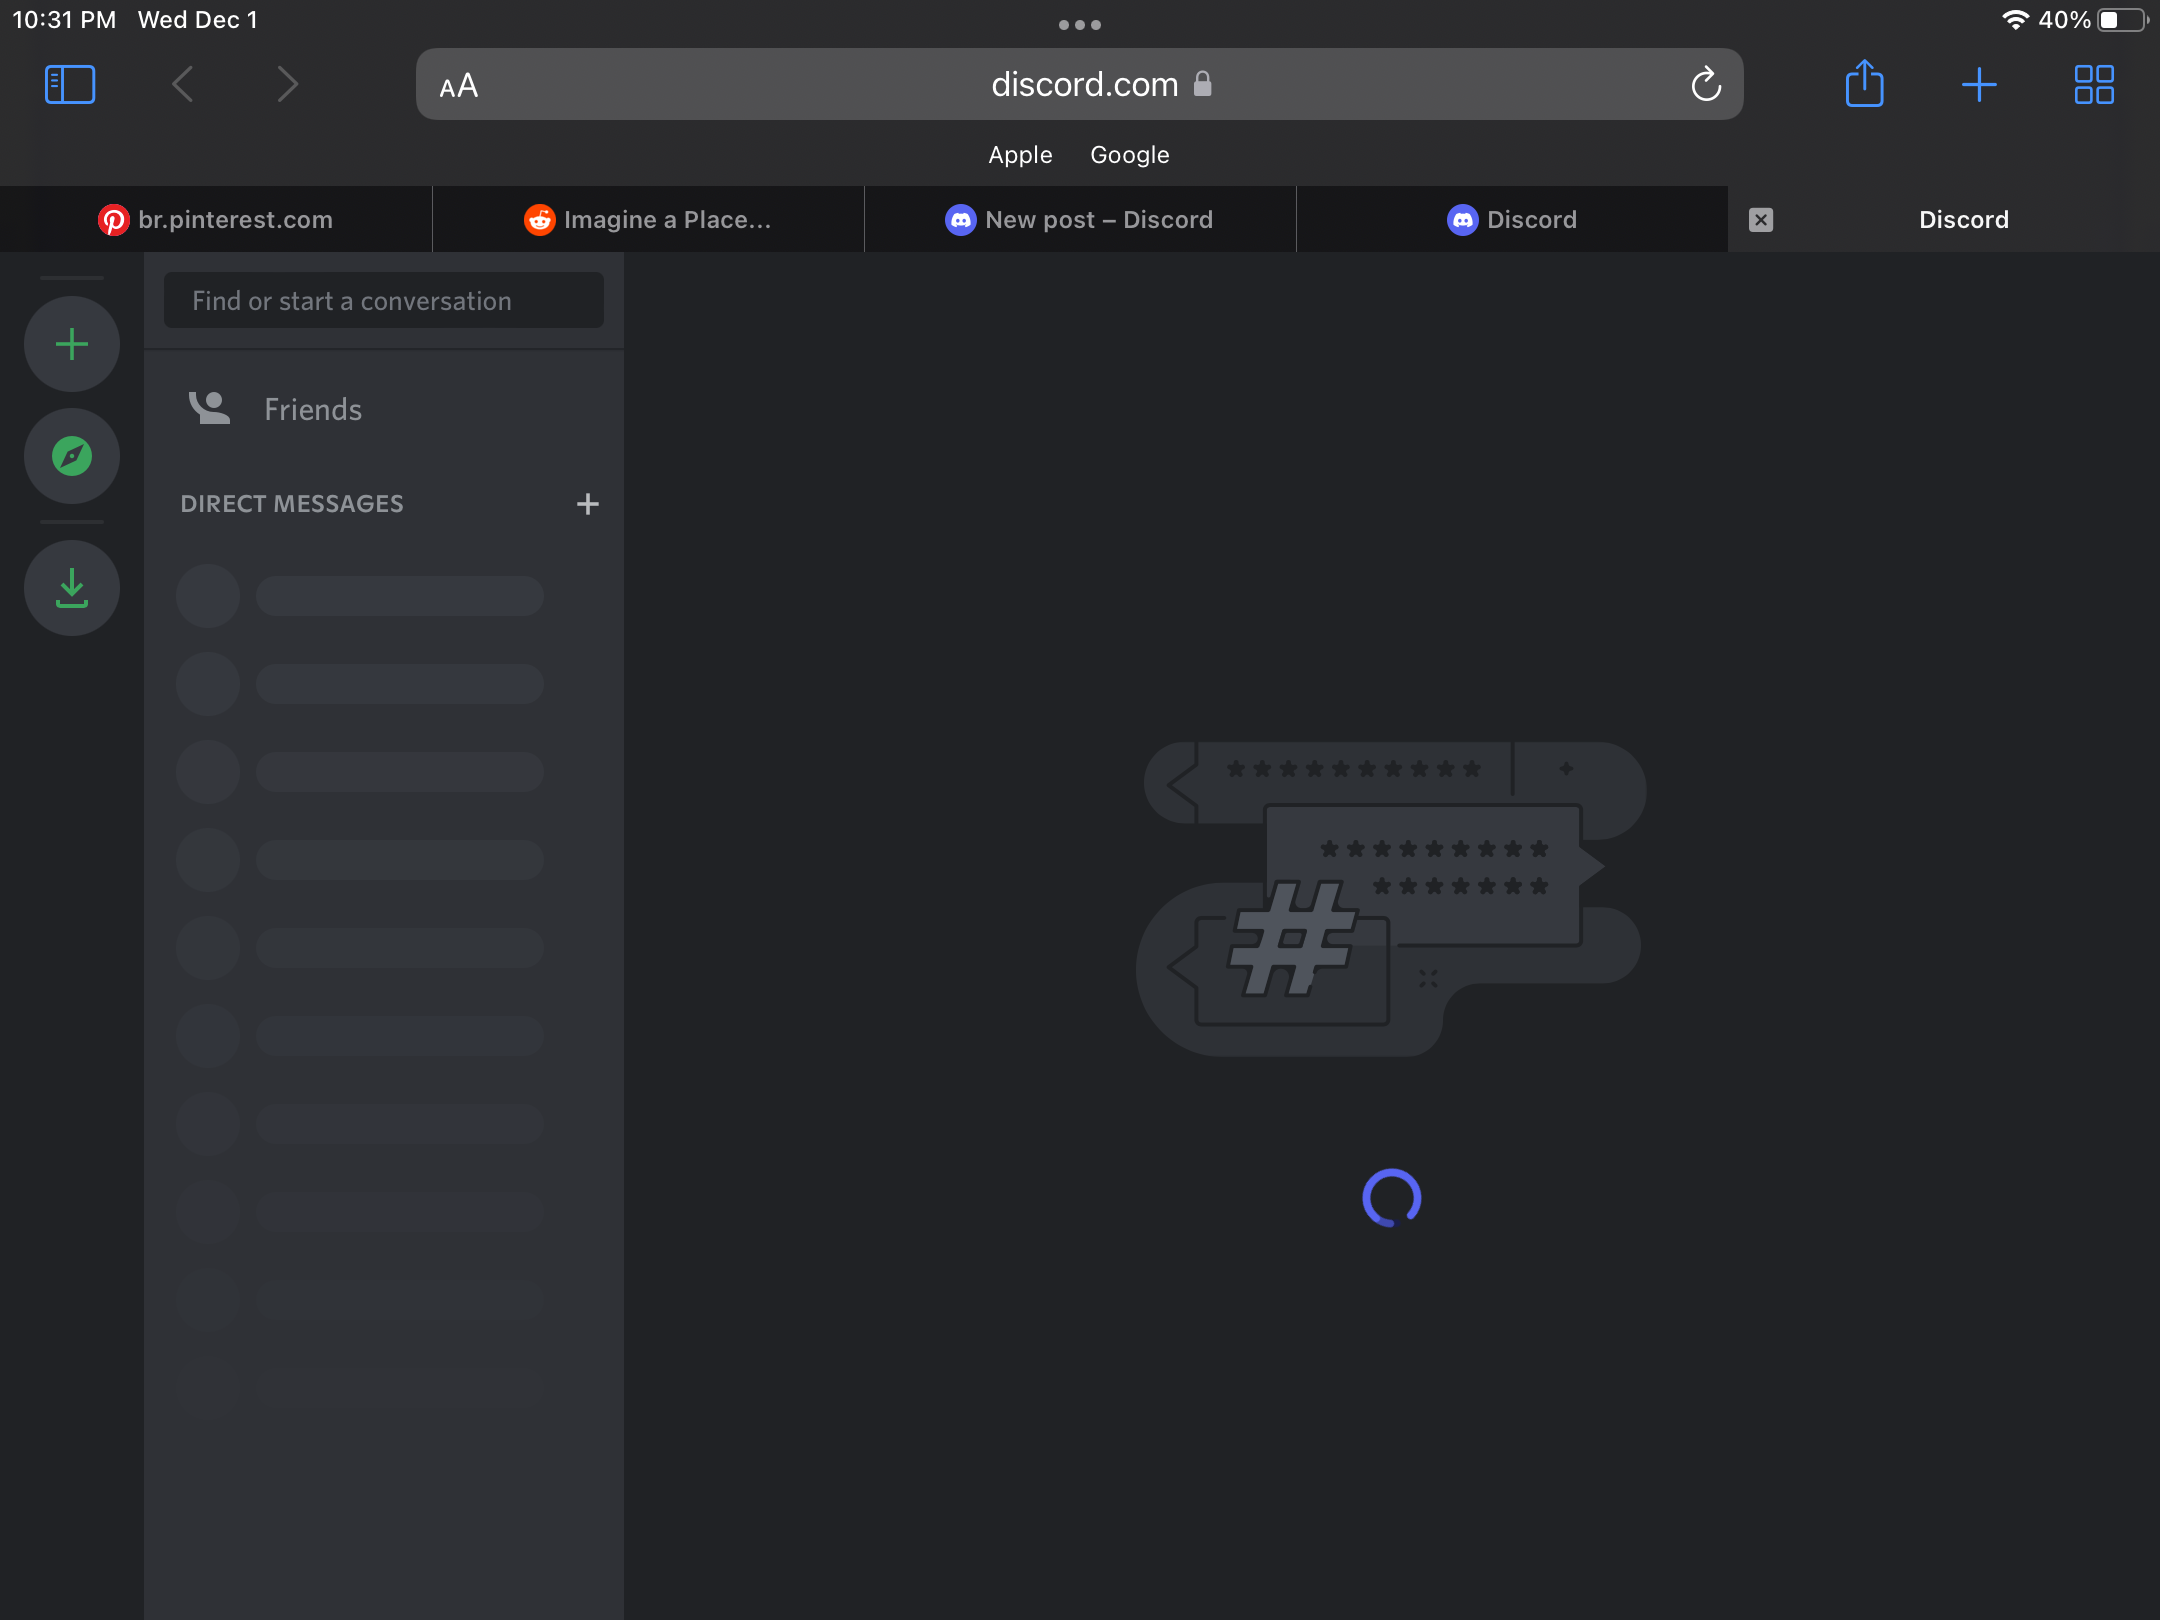 10:31 PM Wed Dec 1
40%
AA
discord.com
Apple Google
br.pinterest.com
Imagine a Place...
New post – Discord
Discord
Discord
Find or start a conversation
Friends
DIRECT MESSAGES
**********
*********
*******
#